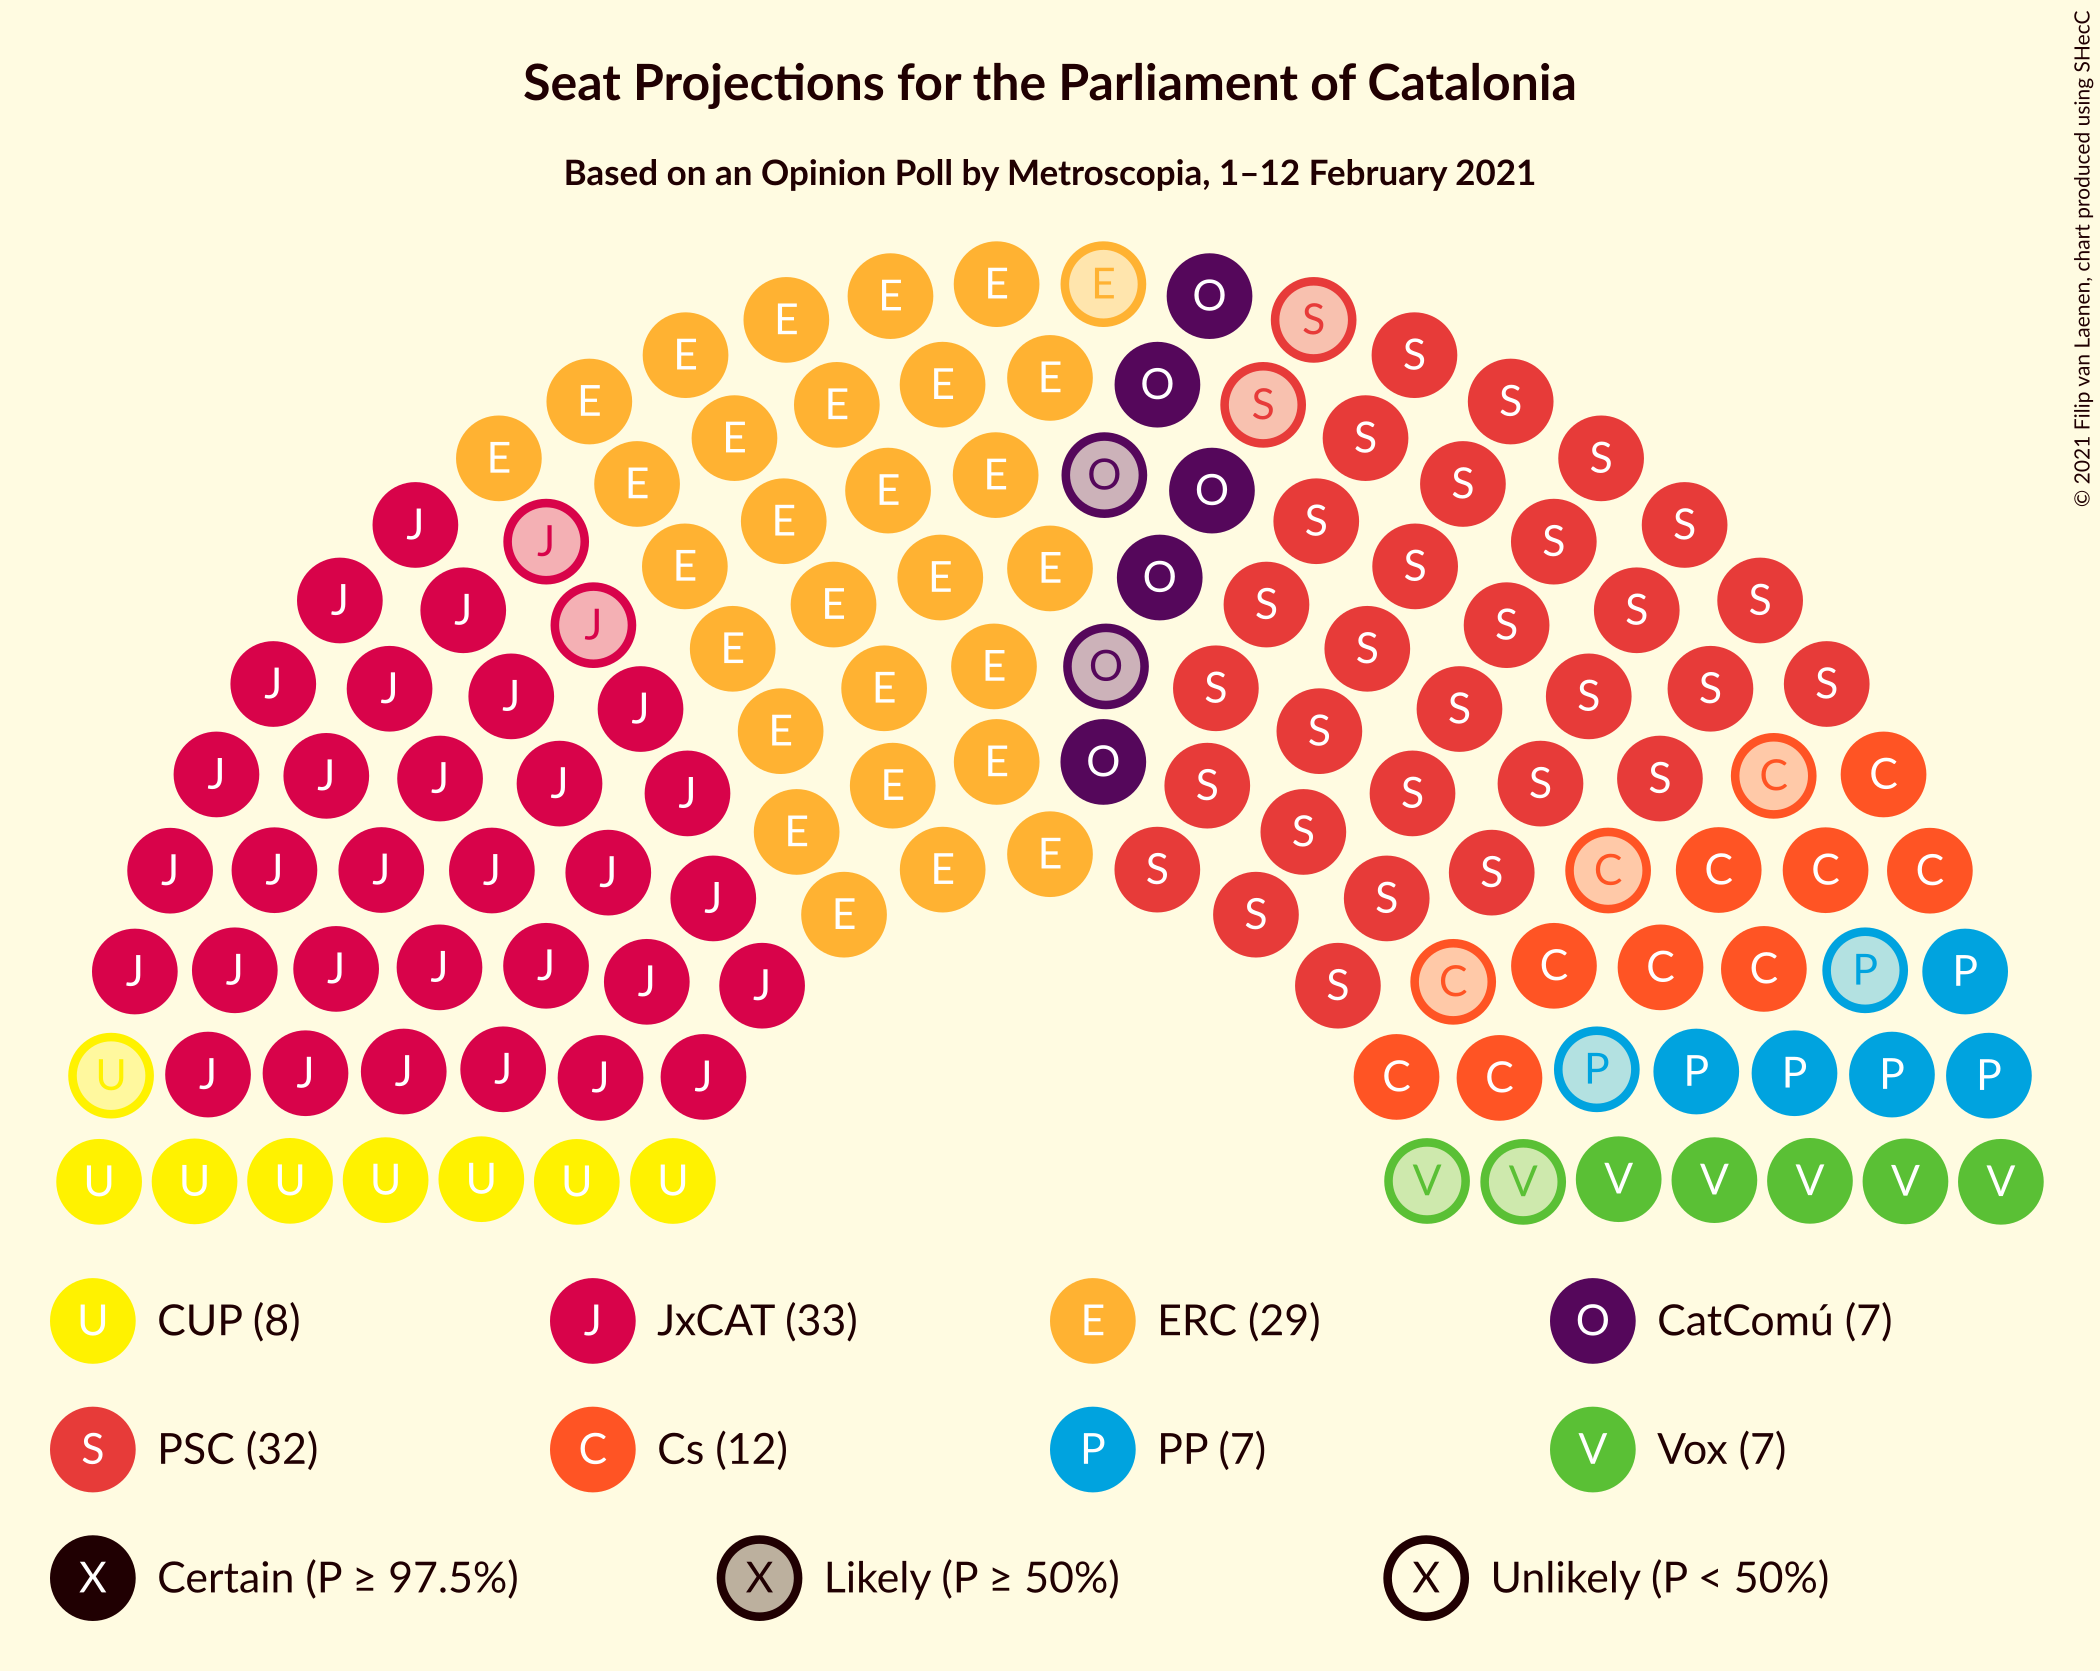 Seat Projections for the Parliament of Catalonia
Based on an Opinion Poll by Metroscopia, 1–12 February 2021
© 2021 Filip van Laenen, chart produced using SHecC
E E E O
E E S S
E E E O S S
E E E O S S S
E E E O O S S S
J J E E E O S S S S
J J J E E E O S S S S S
J J J J E E E O S S S S S S
J J J J J E E E O S S S S S C C
J J J J J J E E E S S S S C C C C
J J J J J J J E S S C C C C P P
U J J J J J J C C P P P P P
U U U U U U U V V V V V V V
U CUP (8) J JxCAT (33) E ERC (29) O CatComú (7)
S PSC (32) C Cs (12) P PP (7) V Vox (7)
X Certain (P ≥ 97.5%) X Likely (P ≥ 50%) X Unlikely (P < 50%)